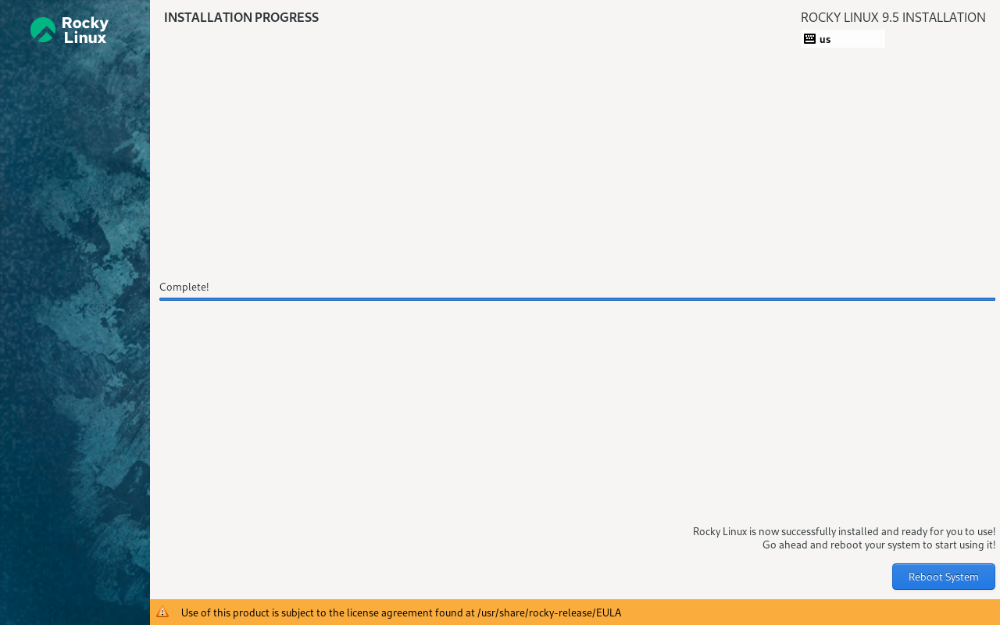 Rocky
Linux
INSTALLATION PROGRESS
ROCKY LINUX 9.5 INSTALLATION
us
Complete!
Rocky Linux is now successfully installed and ready for you to use!
Go ahead and reboot your system to start using it!
Reboot System
Use of this product is subject to the license agreement found at /usr/share/rocky-release/EULA